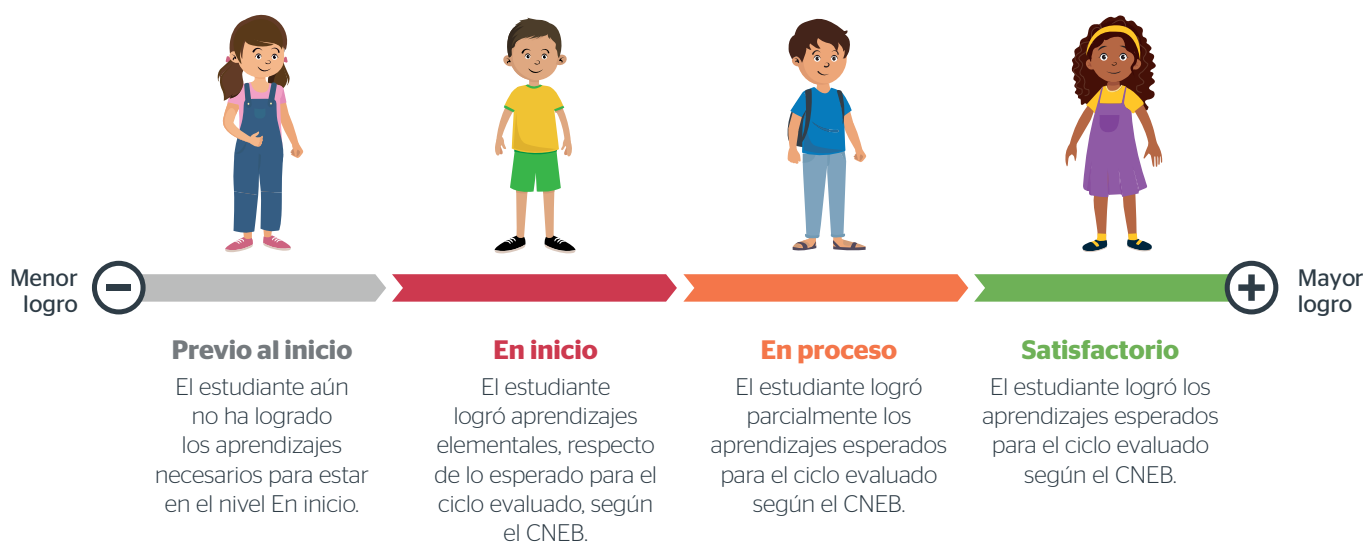 Menor
logro
Mayor
logro
Previo al inicio
El estudiante aún
no ha logrado
los aprendizajes
necesarios para estar
en el nivel En inicio.
En inicio
El estudiante
logró aprendizajes
elementales, respecto
de lo esperado para el
ciclo evaluado, según
el CNEB.
En proceso
El estudiante logró
parcialmente los
aprendizajes esperados
para el ciclo evaluado
según el CNEB.
Satisfactorio
El estudiante logró los
aprendizajes esperados
para el ciclo evaluado
según el CNEB.